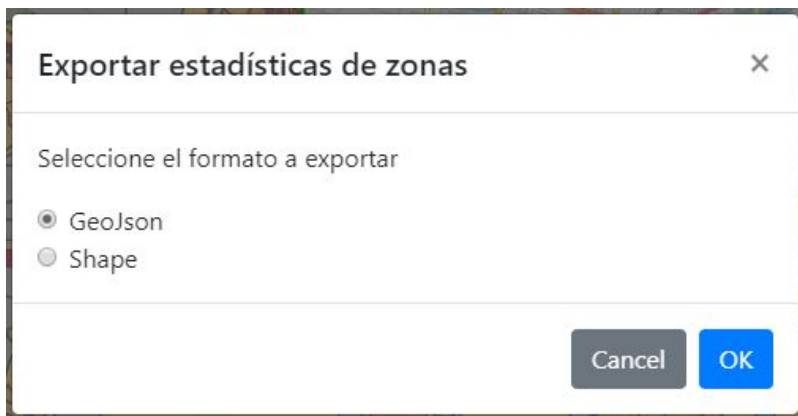 Exportar estadísticas de zonas ×
Seleccione el formato a exportar
GeoJson
Shape
Cancel OK